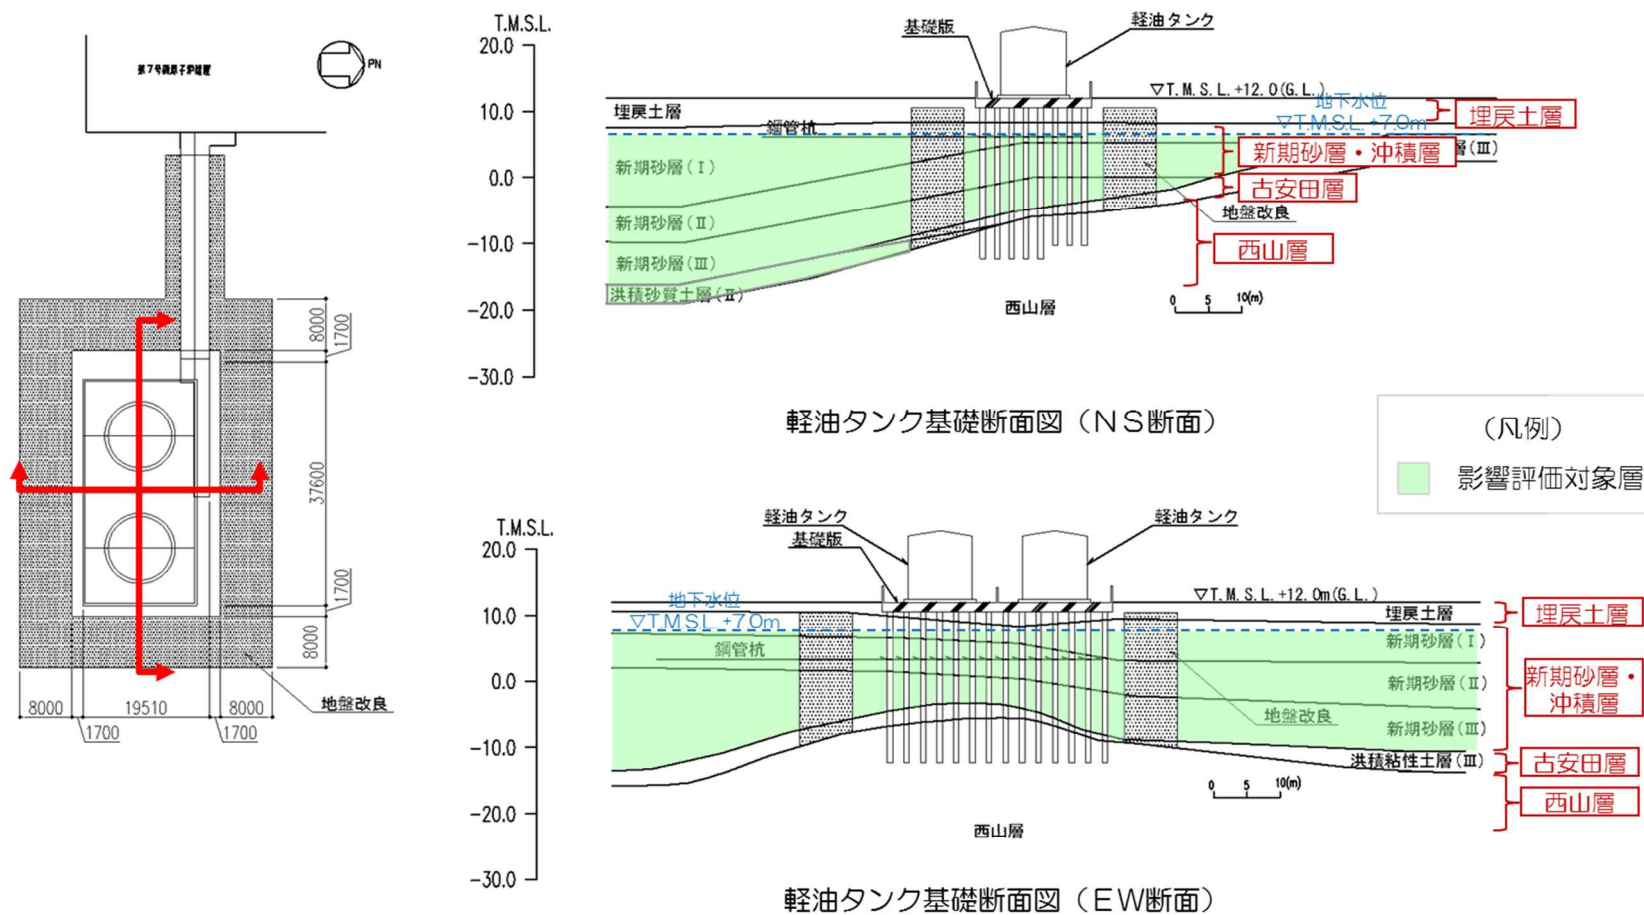 第7号機原子炉建屋
PN
8000
1700
37600
1700
8000
8000
19510
8000
1700
1700
地盤改良
T.M.S.L.
20.0
10.0
0.0
-10.0
-20.0
-30.0
基礎版
軽油タンク
▽T.M.S.L.+12.0(G.L.)
埋戻土層
地下水位
▽T.M.S.L.+7.0m
鋼管杭
新期砂層(Ⅰ)
新期砂層(Ⅱ)
新期砂層(Ⅲ)
洪積砂質土層(Ⅱ)
層(Ⅲ)
地盤改良
西山層
0 5 10(m)
埋戻土層
新期砂層・沖積層
古安田層
西山層
軽油タンク基礎断面図(NS断面)
(凡例)
影響評価対象層
T.M.S.L.
20.0
10.0
0.0
-10.0
-20.0
-30.0
軽油タンク
基礎版
軽油タンク
地下水位
▽T.M.S.L.+7.0m
▽T.M.S.L.+12.0m(G.L.)
埋戻土層
鋼管杭
新期砂層(Ⅰ)
新期砂層(Ⅱ)
地盤改良
新期砂層(Ⅲ)
洪積粘性土層(Ⅲ)
0 5 10(m)
西山層
埋戻土層
新期砂層・
沖積層
古安田層
西山層
軽油タンク基礎断面図(EW断面)